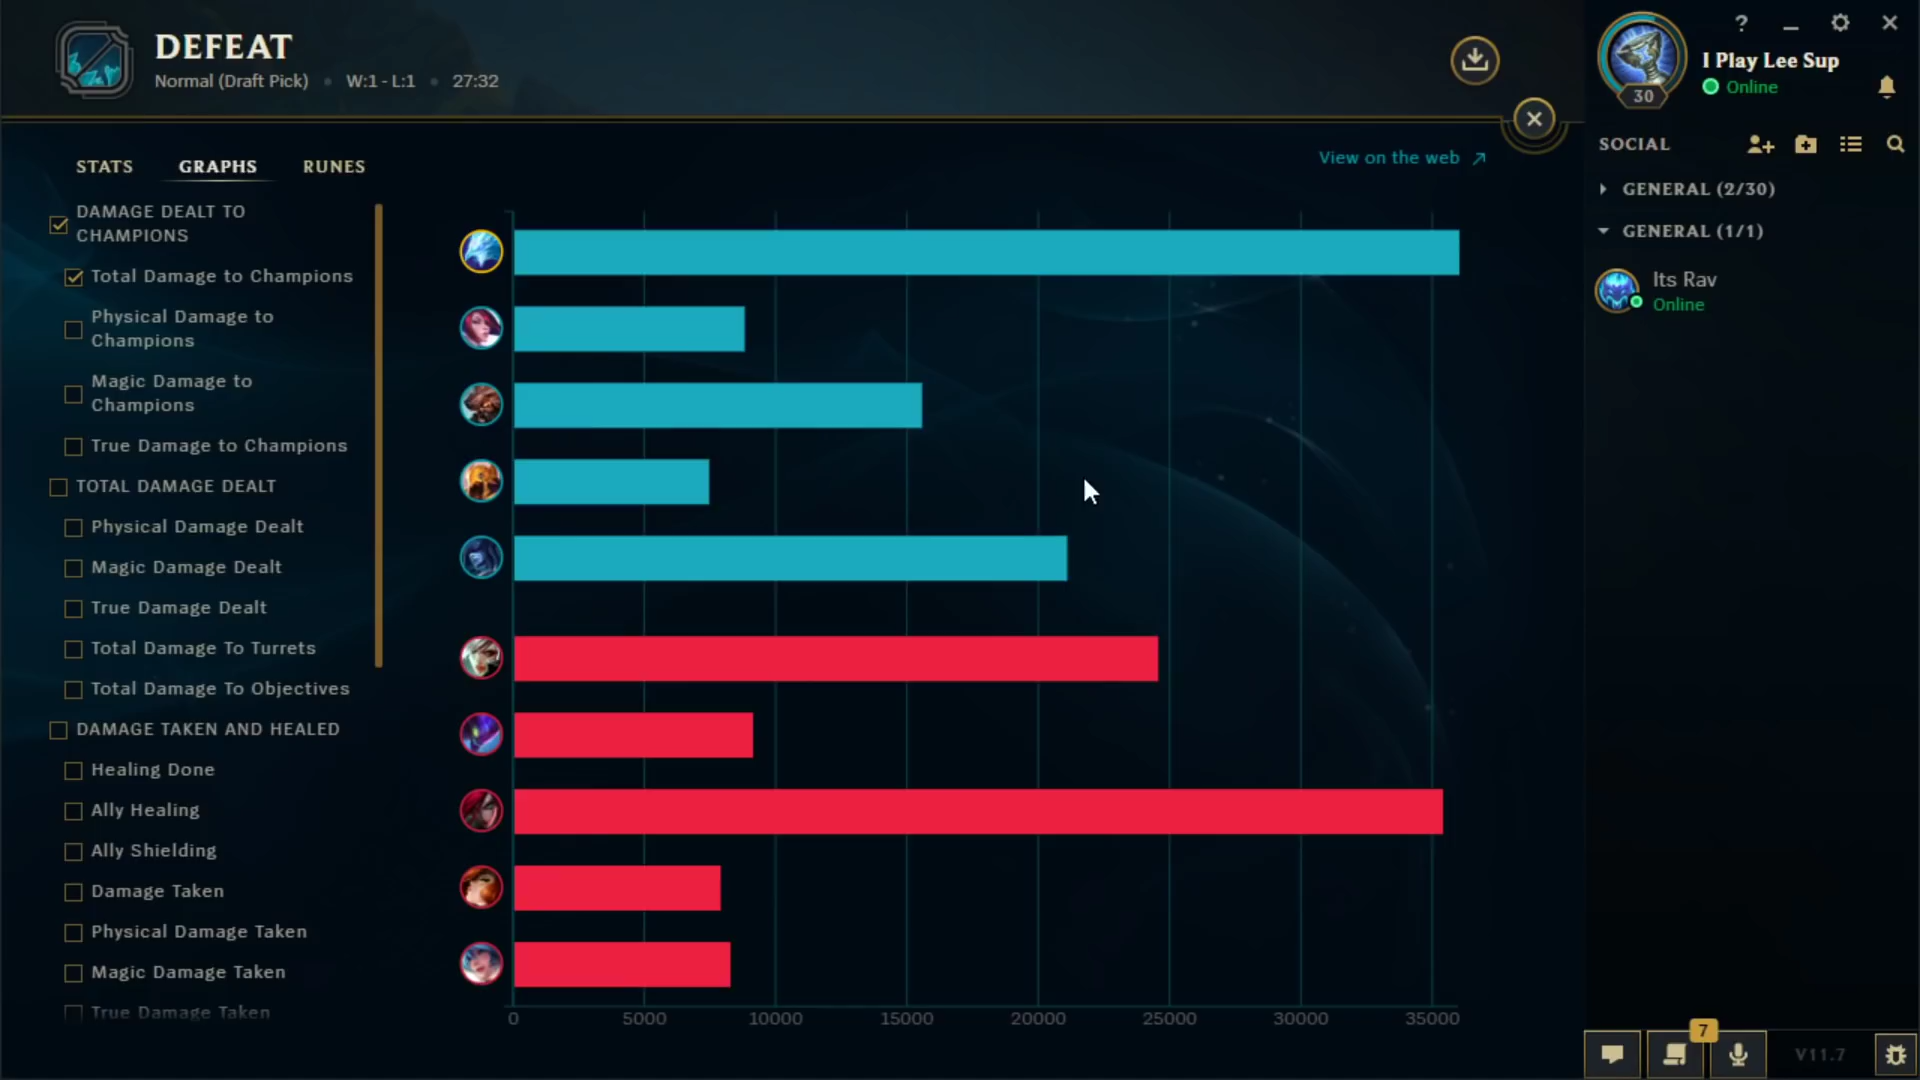 DEFEAT
Normal (Draft Pick) • W:1 - L:1 • 27:32
STATS GRAPHS RUNES
View on the web
DAMAGE DEALT TO
CHAMPIONS
Total Damage to Champions
Physical Damage to
Champions
Magic Damage to
Champions
True Damage to Champions
TOTAL DAMAGE DEALT
Physical Damage Dealt
Magic Damage Dealt
True Damage Dealt
Total Damage To Turrets
Total Damage To Objectives
DAMAGE TAKEN AND HEALED
Healing Done
Ally Healing
Ally Shielding
Damage Taken
Physical Damage Taken
Magic Damage Taken
True Damage Taken
0 5000 10000 15000 20000 25000 30000 35000
?
I Play Lee Sup
Online
30
SOCIAL
GENERAL (2/30)
GENERAL (1/1)
Its Rav
Online
7
V11.7